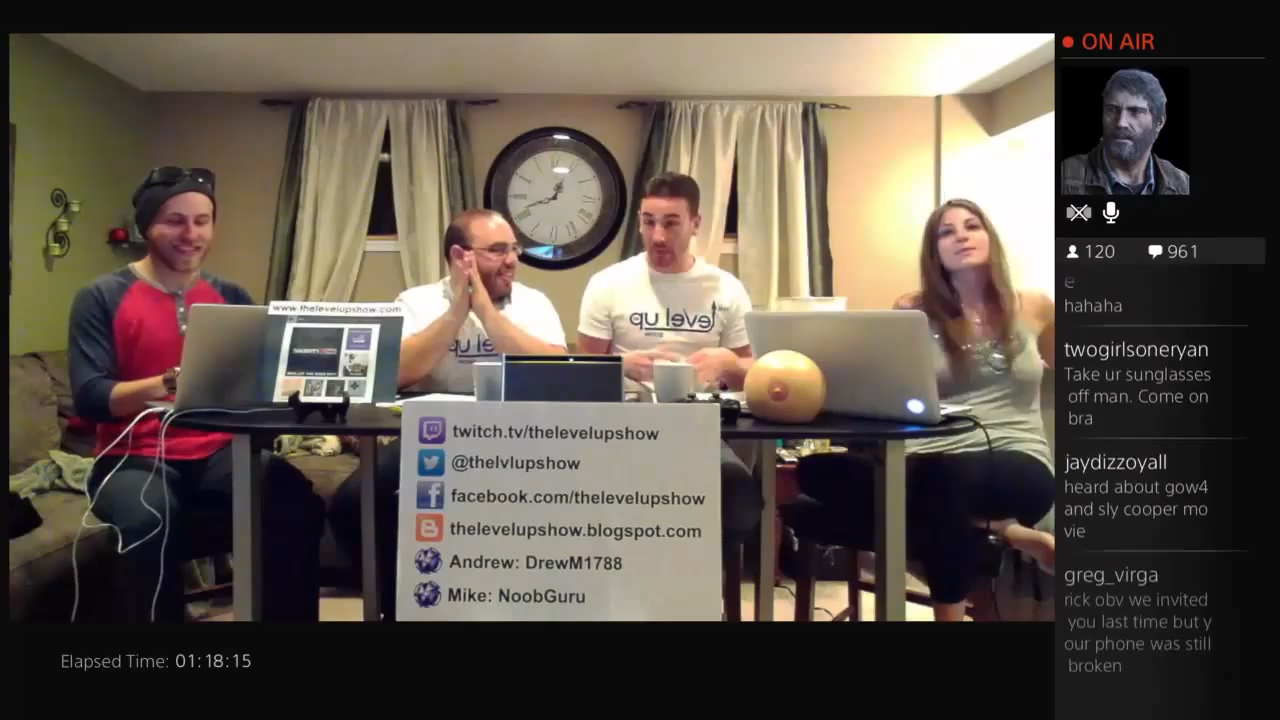 ON AIR
120 961
e
hahaha
twogirlsoneryan
Take ur sunglasses
off man. Come on
bra
jaydizzoyall
heard about gow4
and sly cooper mo
vie
greg_virga
rick obv we invited
you last time but y
our phone was still
broken
www.thelevelupshow.com
level up
twitch.tv/thelevelupshow
@thelvlupshow
facebook.com/thelevelupshow
thelevelupshow.blogspot.com
Andrew: DrewM1788
Mike: NoobGuru
Elapsed Time: 01:18:15